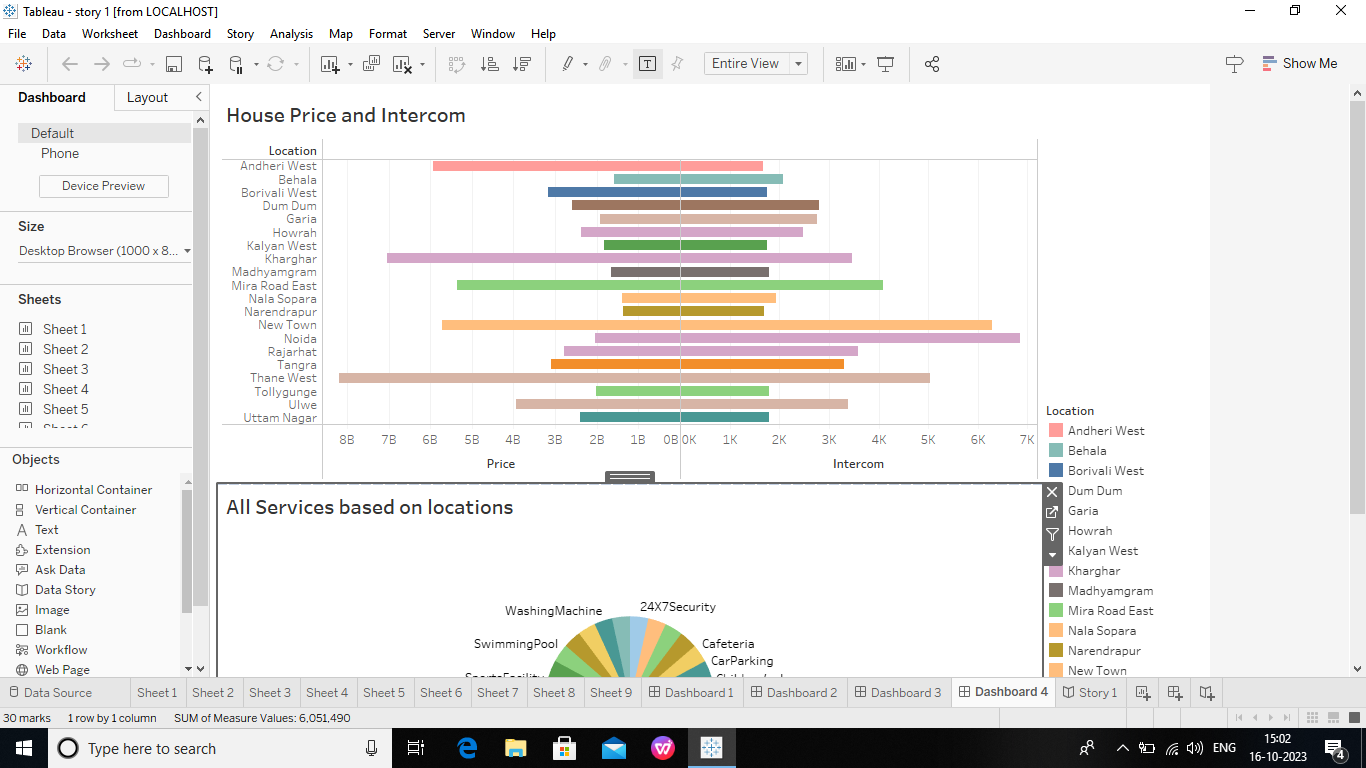 Tableau - story 1 [from LOCALHOST]
File Data Worksheet Dashboard Story Analysis Map Format Server Window Help
Entire View
Show Me
Dashboard Layout
Default
Phone
Device Preview
Size
Desktop Browser (1000 x 8...
Sheets
Sheet 1
Sheet 2
Sheet 3
Sheet 4
Sheet 5
Objects
Horizontal Container
Vertical Container
Text
Extension
Ask Data
Data Story
Image
Blank
Workflow
Web Page
House Price and Intercom
Location
Andheri West
Behala
Borivali West
Dum Dum
Garia
Howrah
Kalyan West
Kharghar
Madhyamgram
Mira Road East
Nala Sopara
Narendrapur
New Town
Noida
Rajarhat
Tangra
Thane West
Tollygunge
Ulwe
Uttam Nagar
8B 7B 6B 5B 4B 3B 2B 1B 0B 0K 1K 2K 3K 4K 5K 6K 7K
Price Intercom
All Services based on locations
WashingMachine
24X7Security
SwimmingPool
Cafeteria
CarParking
Location
Andheri West
Behala
Borivali West
Dum Dum
Garia
Howrah
Kalyan West
Kharghar
Madhyamgram
Mira Road East
Nala Sopara
Narendrapur
New Town
Data Source Sheet 1 Sheet 2 Sheet 3 Sheet 4 Sheet 5 Sheet 6 Sheet 7 Sheet 8 Sheet 9 Dashboard 1 Dashboard 2 Dashboard 3 Dashboard 4 Story 1
30 marks 1 row by 1 column SUM of Measure Values: 6,051,490
Type here to search
ENG
15:02
16-10-2023
4